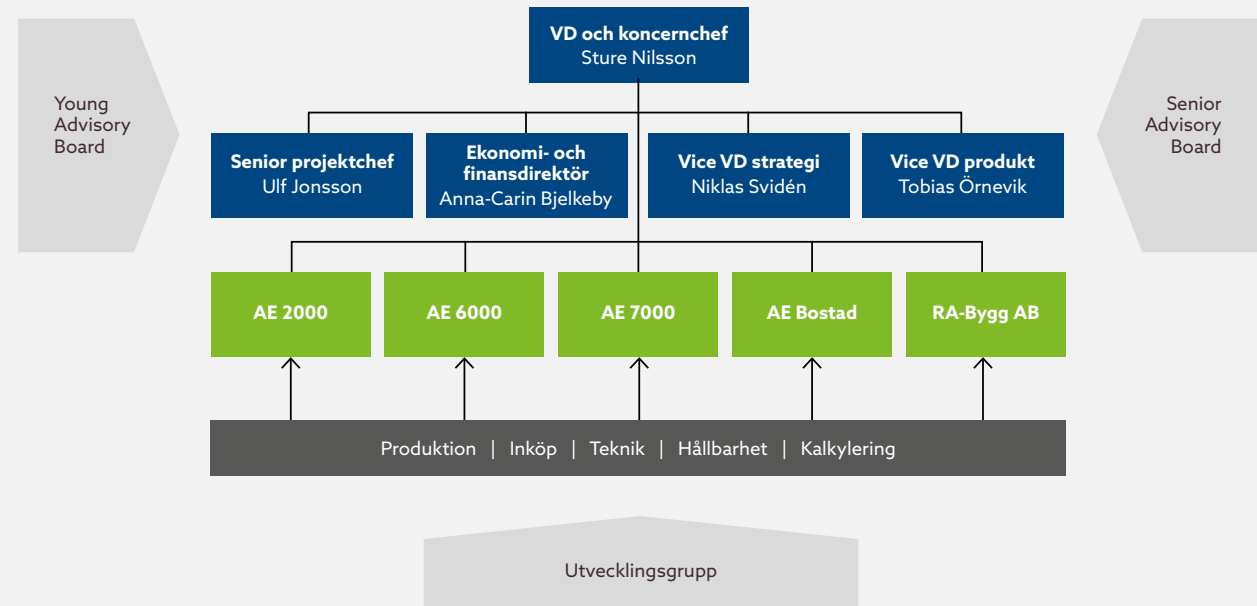 VD och koncernchef
Sture Nilsson
Young
Advisory
Board
Senior
Advisory
Board
Senior projektchef
Ulf Jonsson
Ekonomi- och
finansdirektör
Anna-Carin Bjelkeby
Vice VD strategi
Niklas Svidén
Vice VD produkt
Tobias Örnevik
AE 2000
AE 6000
AE 7000
AE Bostad
RA-Bygg AB
Produktion | Inköp | Teknik | Hållbarhet | Kalkylering
Utvecklingsgrupp